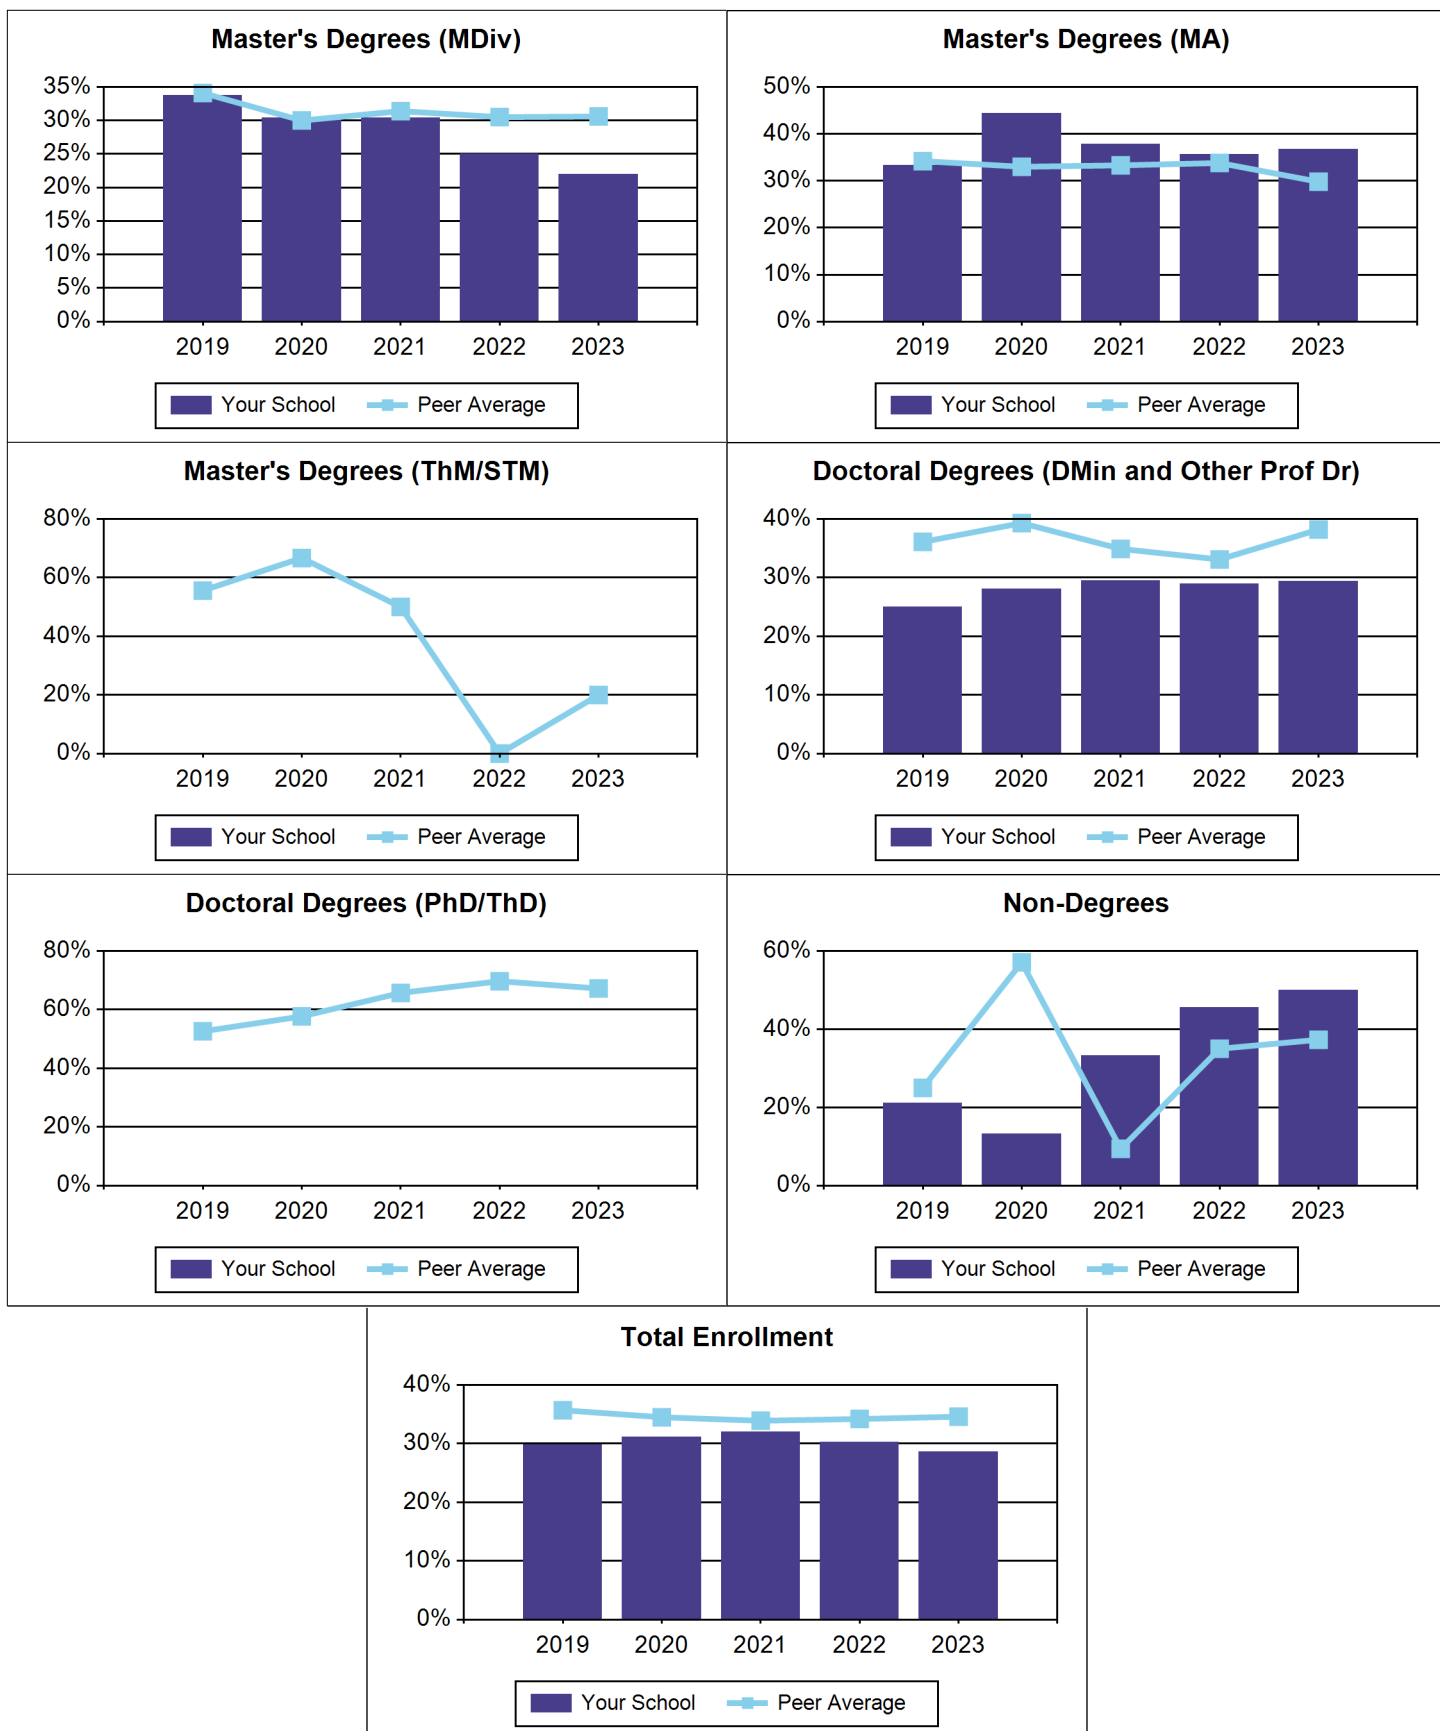 Master's Degrees (MDiv)
35%
30%
25%
20%
15%
10%
5%
0%
2019 2020 2021 2022 2023
Your School Peer Average
Master's Degrees (MA)
50%
40%
30%
20%
10%
0%
2019 2020 2021 2022 2023
Your School Peer Average
Master's Degrees (ThM/STM)
80%
60%
40%
20%
0%
2019 2020 2021 2022 2023
Your School Peer Average
Doctoral Degrees (DMin and Other Prof Dr)
40%
30%
20%
10%
0%
2019 2020 2021 2022 2023
Your School Peer Average
Doctoral Degrees (PhD/ThD)
80%
60%
40%
20%
0%
2019 2020 2021 2022 2023
Your School Peer Average
Non-Degrees
60%
40%
20%
0%
2019 2020 2021 2022 2023
Your School Peer Average
Total Enrollment
40%
30%
20%
10%
0%
2019 2020 2021 2022 2023
Your School Peer Average